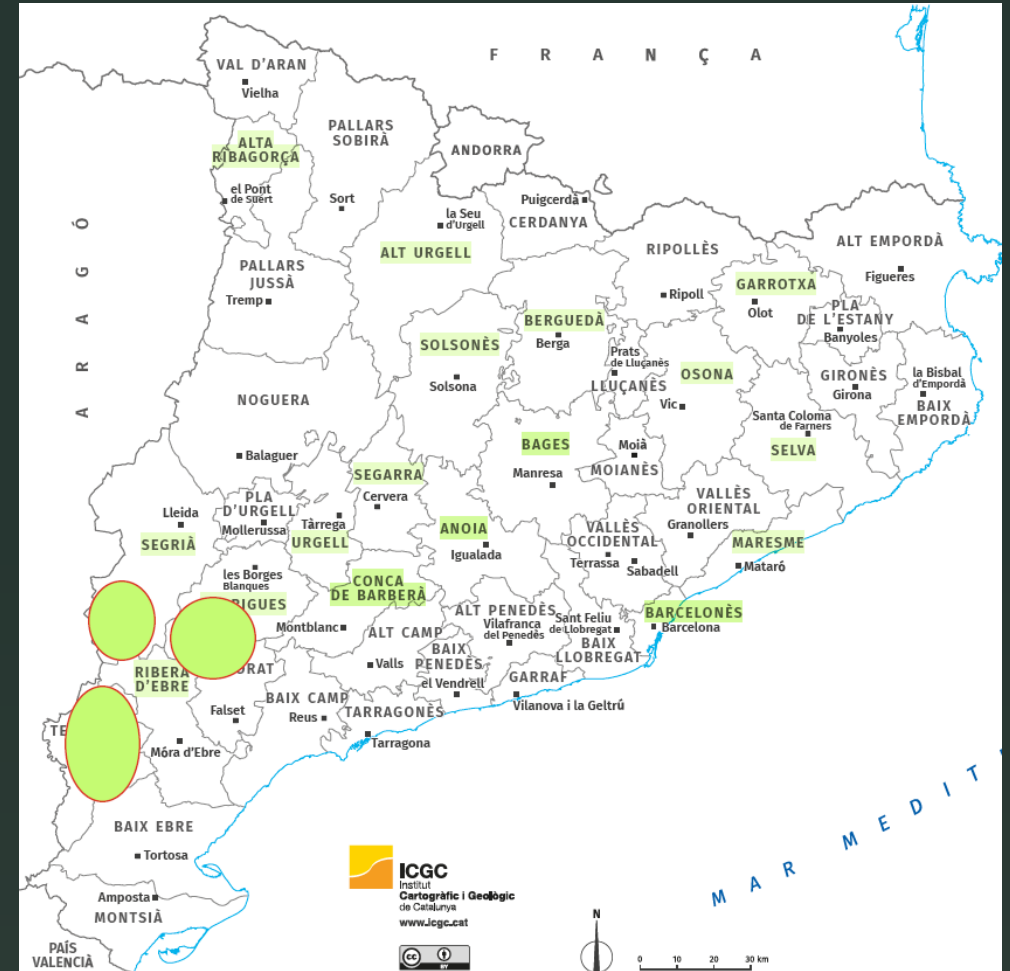 F R A N Ç A
VAL D'ARAN
Vielha
PALLARS
SOBIRÀ
ALTA
RIBAGORÇA
ANDORRA
el Pont
de Suert
Sort
Puigcerdà
CERDANYA
la Seu
d'Urgell
ALT URGELL
RIPOLLÈS
ALT EMPORDÀ
Figueres
A R A G Ó
PALLARS
JUSSÀ
Tremp
GARROTXA
Ripoll
Olot
PLA
DE L'ESTANY
Banyoles
BERGUEDÀ
Berga
SOLSONÈS
Solsona
Prats
de Lluçanès
LLUÇANÈS
OSONA
Vic
GIRONÈS
Girona
la Bisbal
d'Empordà
BAIX
EMPORDÀ
NOGUERA
Balaguer
Santa Coloma
de Farners
SELVA
BAGES
Manresa
Moià
MOIANÈS
SEGARRA
Cervera
PLA
D'URGELL
Mollerussa
Tàrrega
URGELL
Lleida
SEGRIÀ
ANOIA
Igualada
VALLÈS
ORIENTAL
Granollers
VALLÈS
OCCIDENTAL
Terrassa
Sabadell
MARESME
Mataró
les Borges
Blanques
RIGUES
CONCA
DE BARBERÀ
Montblanc
ALT CAMP
Valls
ALT PENEDÈS
Vilafranca
del Penedès
Sant Feliu
de Llobregat
BAIX
LLOBREGAT
BARCELONÈS
Barcelona
BAIX
PENEDÈS
el Vendrell
GARRAF
Vilanova i la Geltrú
RIBERA
D'EBRE
ORAT
Falset
BAIX CAMP
Reus
TARRAGONÈS
Tarragona
TE
Móra d'Ebre
BAIX EBRE
Tortosa
Amposta
MONTSIÀ
PAÍS
VALENCIÀ
M A R M E D I T
ICGC
Institut
Cartogràfic i Geològic
de Catalunya
www.icgc.cat
cc
BY
N
0 10 20 30 km